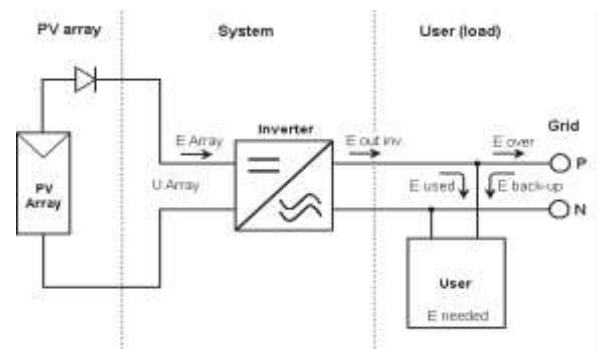 PV array
System
User (load)
Grid
E Array
Inverter
E out inv.
E over
P
PV
Array
U Array
E used
E back-up
N
User
E needed